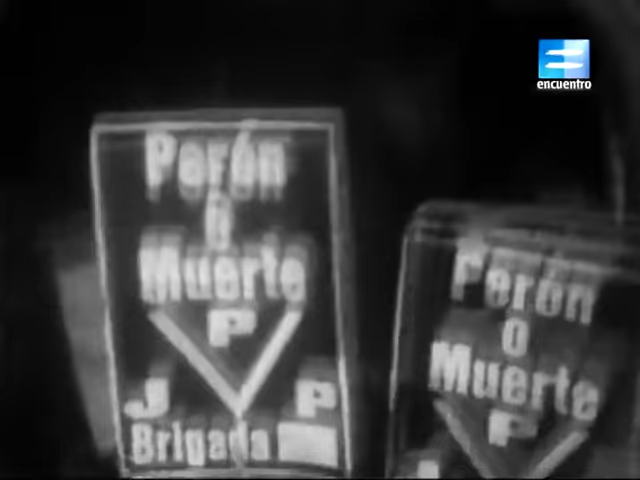 encuentro
Perón
o
Muerte
P
J P
Brigada
Perón
o
Muerte
P